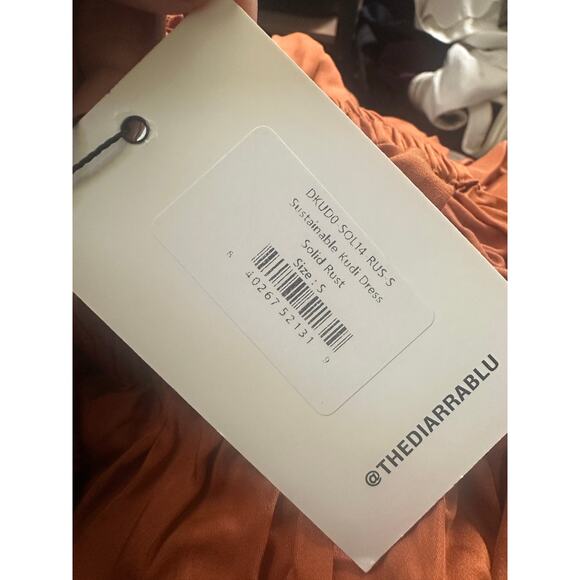 DKUD0 SOL14 RUS-S
Sustainable Kudi Dress
Solid Rust
Size : S
8 40267 52131 9
@THEDIARRABLU